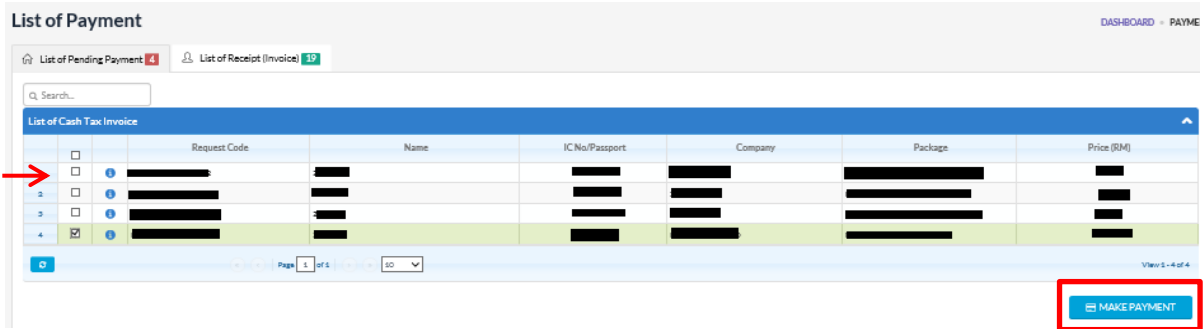 List of Payment
DASHBOARD » PAYME
List of Pending Payment 4 List of Receipt (Invoice) 19
Search...
List of Cash Tax Invoice
Request Code Name IC No/Passport Company Package Price (RM)
2
3
4
Page 1 of 1 10 View 1 - 4 of 4
MAKE PAYMENT